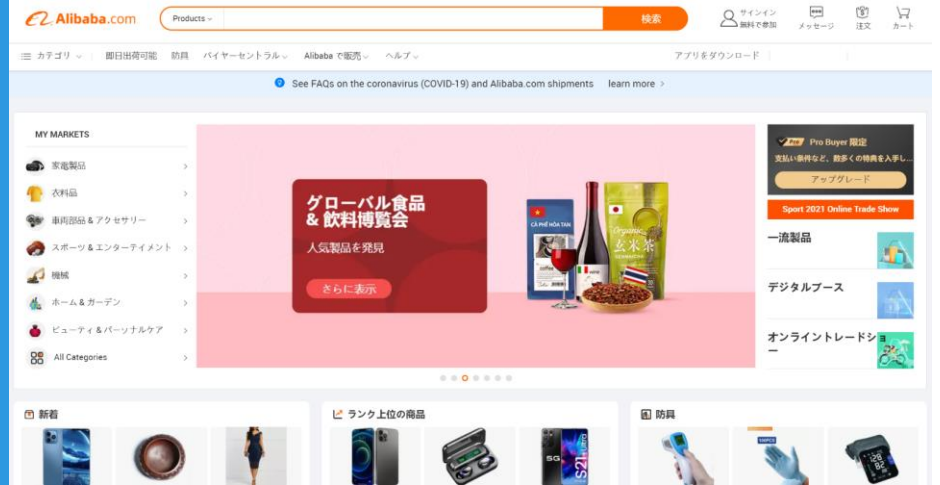 Alibaba.com
Products
検索
サインイン
無料で参加
メッセージ
注文
カート
カテゴリ
即日出荷可能
防具
バイヤーセントラル
Alibaba で販売
ヘルプ
アプリをダウンロード
See FAQs on the coronavirus (COVID-19) and Alibaba.com shipments learn more
MY MARKETS
家電製品
衣料品
車両部品 & アクセサリー
スポーツ & エンターテイメント
機械
ホーム & ガーデン
ビューティ & パーソナルケア
All Categories
グローバル食品
& 飲料博覧会
人気製品を発見
さらに表示
CÀ PHÊ HÒA TAN
Organic
玄米茶
GENMAICHA
Pro Buyer 限定
支払い条件など、数多くの特典を入手し...
アップグレード
Sport 2021 Online Trade Show
一流製品
デジタルブース
オンライントレードショ
ー
新着
ランク上位の商品
防具
5G
S21 Ultra
100PCS